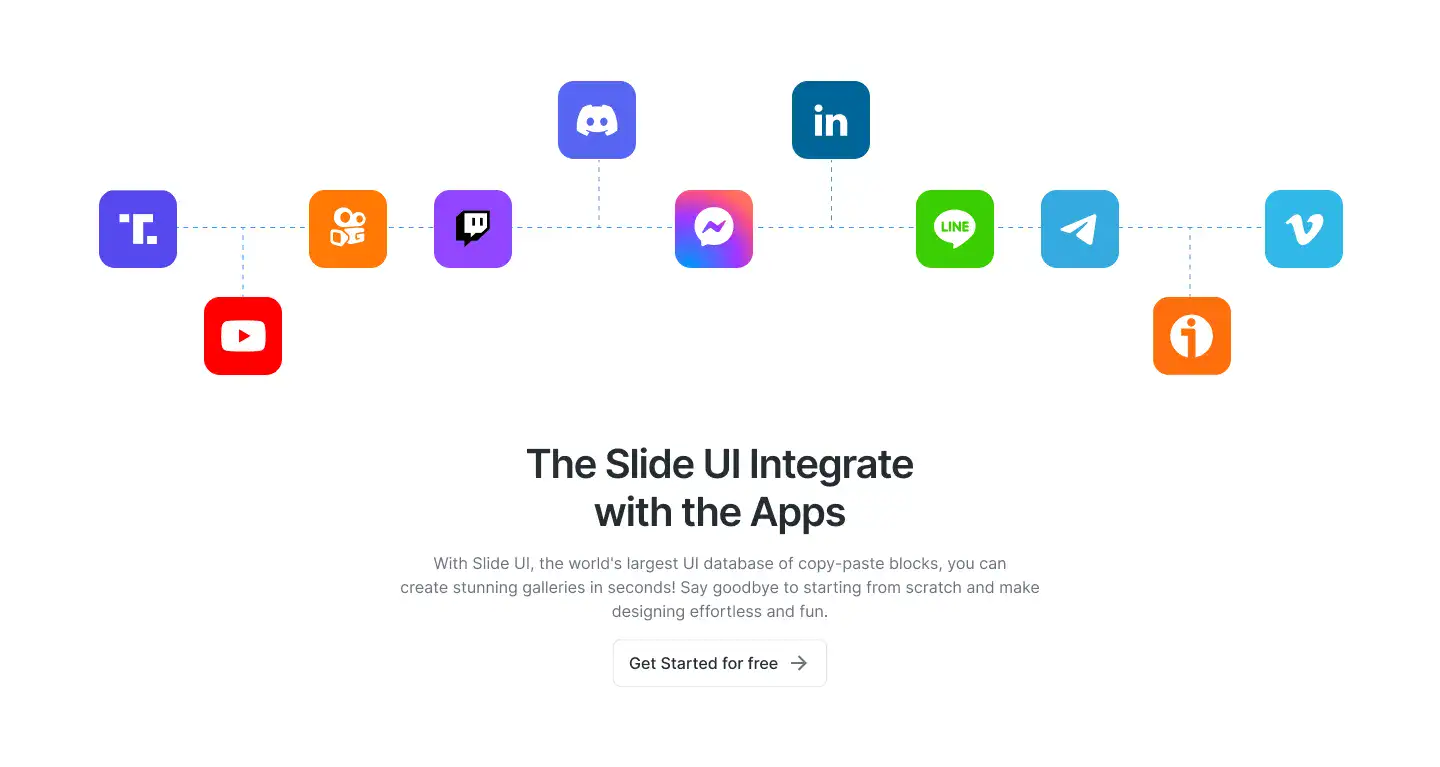 in
T.
LINE
The Slide UI Integrate
with the Apps
With Slide UI, the world's largest UI database of copy-paste blocks, you can
create stunning galleries in seconds! Say goodbye to starting from scratch and make
designing effortless and fun.
Get Started for free